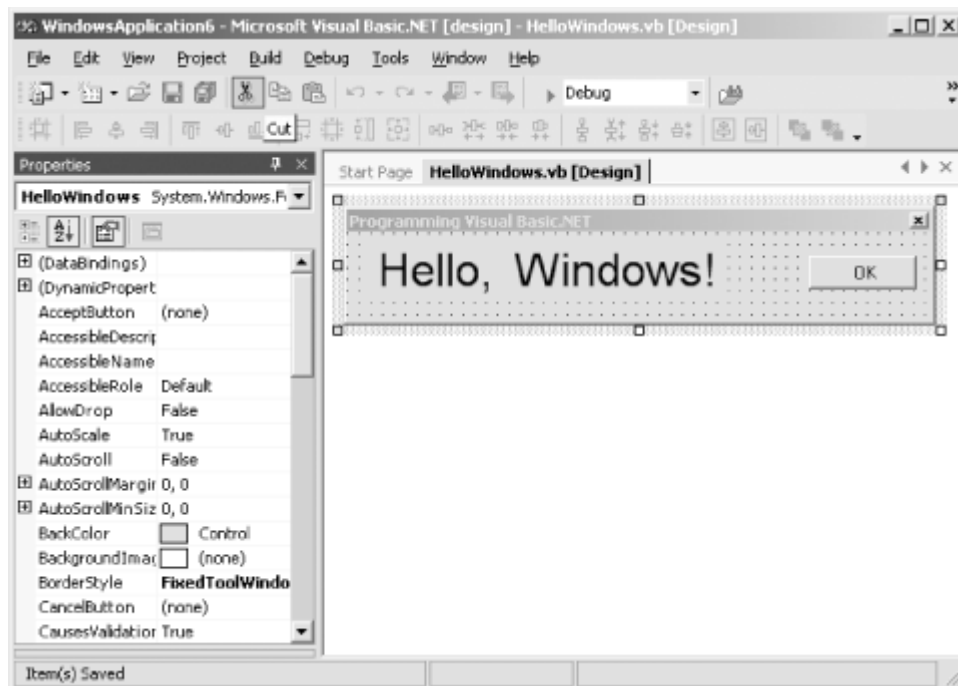 WindowsApplication6 - Microsoft Visual Basic.NET [design] - HelloWindows.vb [Design]
File Edit View Project Build Debug Tools Window Help
Debug
Cut
Properties
Start Page HelloWindows.vb [Design]
HelloWindows System.Windows.F
Programming Visual Basic.NET
Hello, Windows!
OK
(DataBindings)
(DynamicPropert
AcceptButton (none)
AccessibleDescrip
AccessibleName
AccessibleRole Default
AllowDrop False
AutoScale True
AutoScroll False
AutoScrollMargin 0, 0
AutoScrollMinSiz 0, 0
BackColor Control
BackgroundImag (none)
BorderStyle FixedToolWindo
CancelButton (none)
CausesValidation True
Item(s) Saved